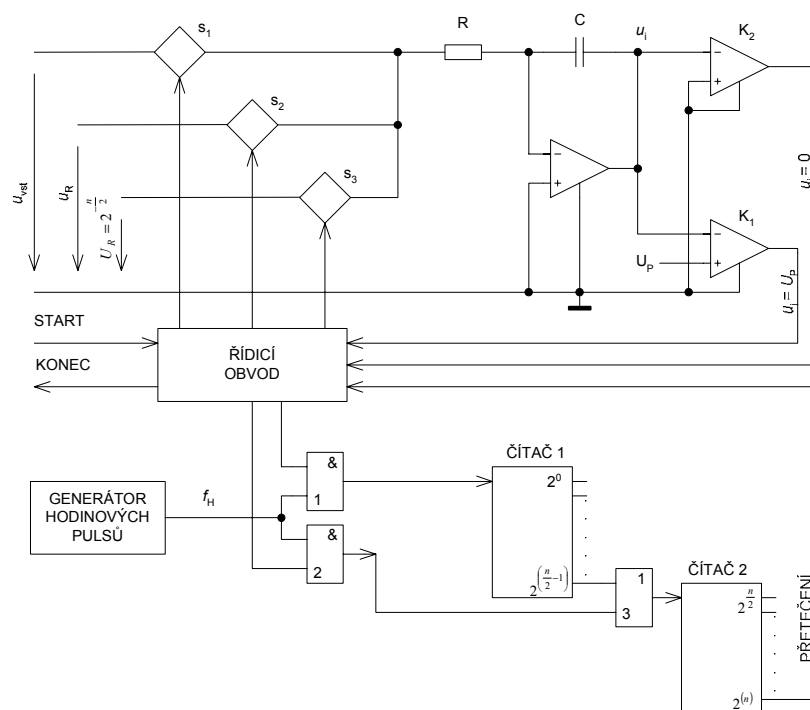 s1
R
C
ui
K2
s2
s3
uvst
uR
U_R = 2^{-n/2}
ui = 0
K1
UP
ui = UP
START
KONEC
ŘÍDICÍ
OBVOD
&
1
ČÍTAČ 1
2^0
GENERÁTOR
HODINOVÝCH
PULSŮ
fH
&
2
2^{(n/2-1)}
1
3
ČÍTAČ 2
2^{n/2}
2^{(n)}
PŘETEČENÍ